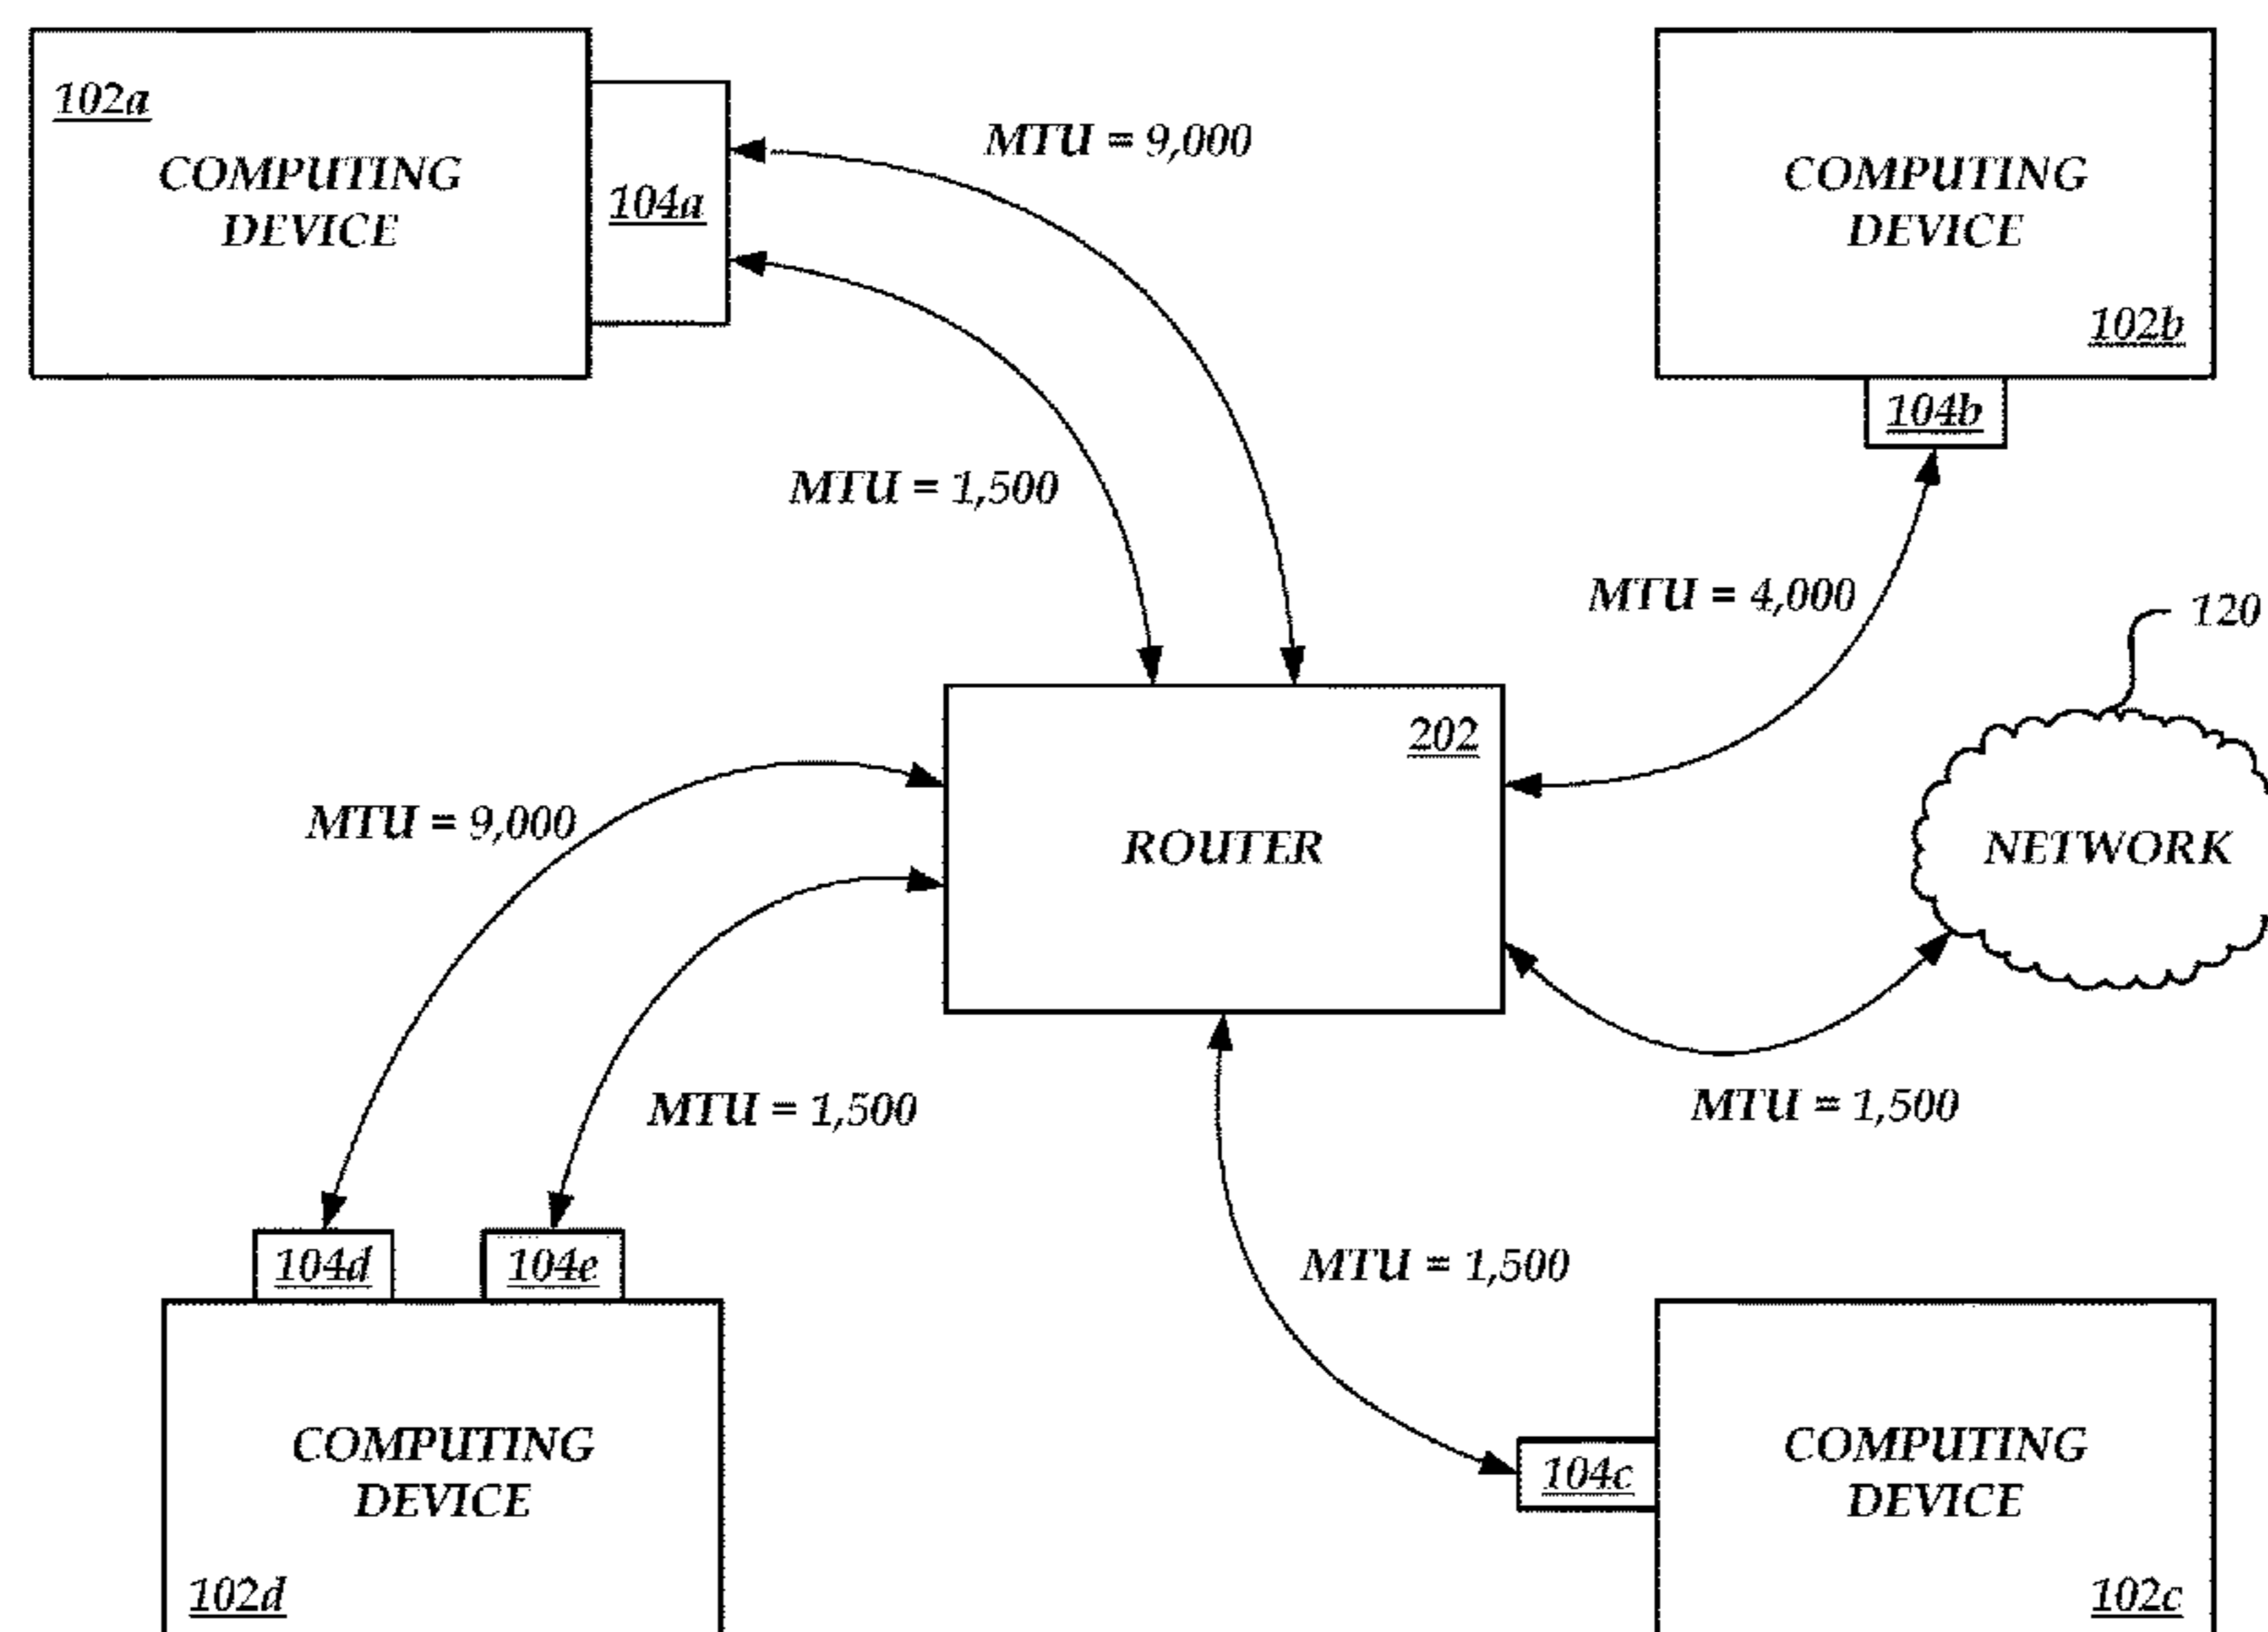 102a
COMPUTING
DEVICE
104a
MTU = 9,000
MTU = 1,500
COMPUTING
DEVICE
102b
104b
MTU = 4,000
120
202
ROUTER
NETWORK
MTU = 9,000
MTU = 1,500
MTU = 1,500
MTU = 1,500
104d
104e
COMPUTING
DEVICE
102d
104c
COMPUTING
DEVICE
102c